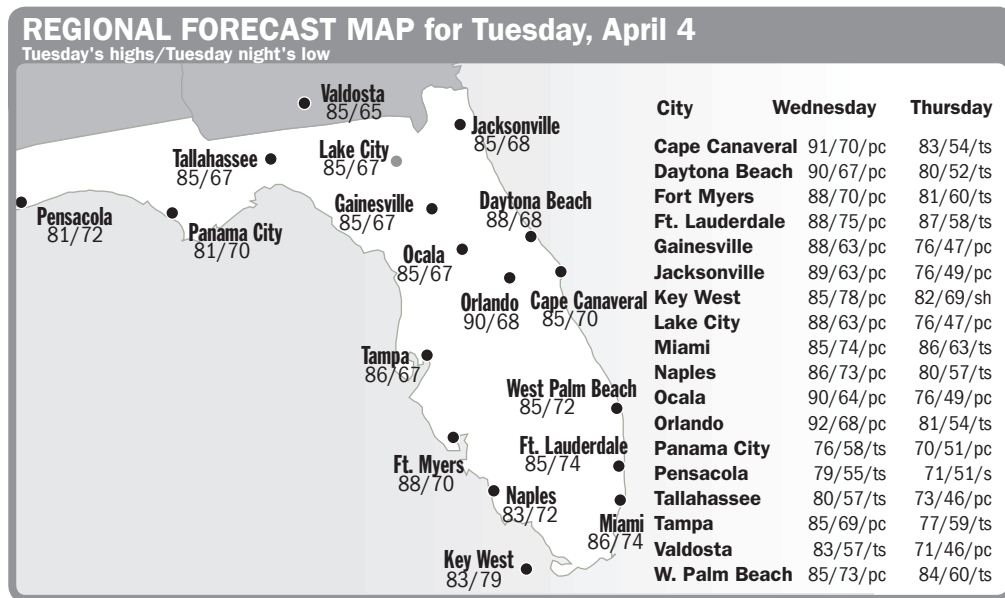 REGIONAL FORECAST MAP for Tuesday, April 4
Tuesday's highs/Tuesday night's low
Valdosta
85/65
Jacksonville
85/68
Tallahassee
85/67
Lake City
85/67
Pensacola
81/72
Panama City
81/70
Gainesville
85/67
Daytona Beach
88/68
Ocala
85/67
Orlando
90/68
Cape Canaveral
85/70
Tampa
86/67
West Palm Beach
85/72
Ft. Lauderdale
85/74
Ft. Myers
88/70
Naples
83/72
Miami
86/74
Key West
83/79
City Wednesday Thursday
Cape Canaveral 91/70/pc 83/54/ts
Daytona Beach 90/67/pc 80/52/ts
Fort Myers 88/70/pc 81/60/ts
Ft. Lauderdale 88/75/pc 87/58/ts
Gainesville 88/63/pc 76/47/pc
Jacksonville 89/63/pc 76/49/pc
Key West 85/78/pc 82/69/sh
Lake City 88/63/pc 76/47/pc
Miami 85/74/pc 86/63/ts
Naples 86/73/pc 80/57/ts
Ocala 90/64/pc 76/49/pc
Orlando 92/68/pc 81/54/ts
Panama City 76/58/ts 70/51/pc
Pensacola 79/55/ts 71/51/s
Tallahassee 80/57/ts 73/46/pc
Tampa 85/69/pc 77/59/ts
Valdosta 83/57/ts 71/46/pc
W. Palm Beach 85/73/pc 84/60/ts